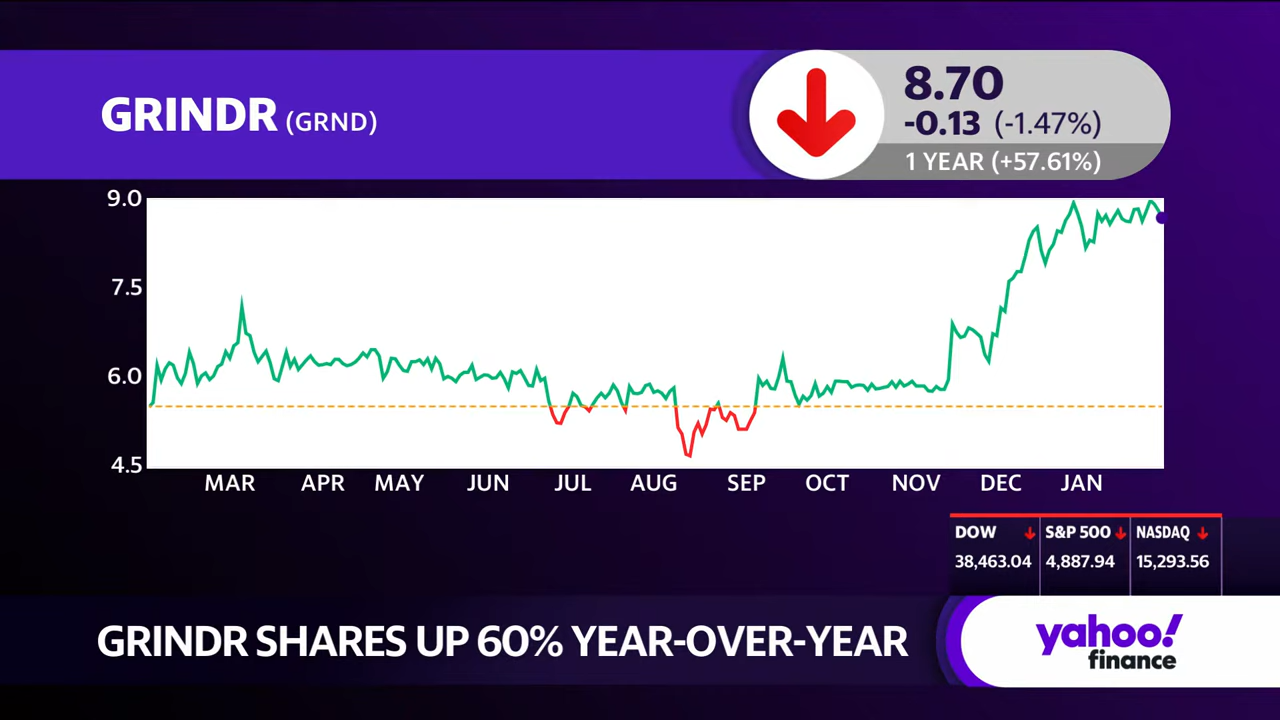 GRINDR (GRND)
8.70
-0.13 (-1.47%)
1 YEAR (+57.61%)
9.0
7.5
6.0
4.5
MAR APR MAY JUN JUL AUG SEP OCT NOV DEC JAN
DOW S&P 500 NASDAQ
38,463.04 4,887.94 15,293.56
GRINDR SHARES UP 60% YEAR-OVER-YEAR
yahoo!
finance